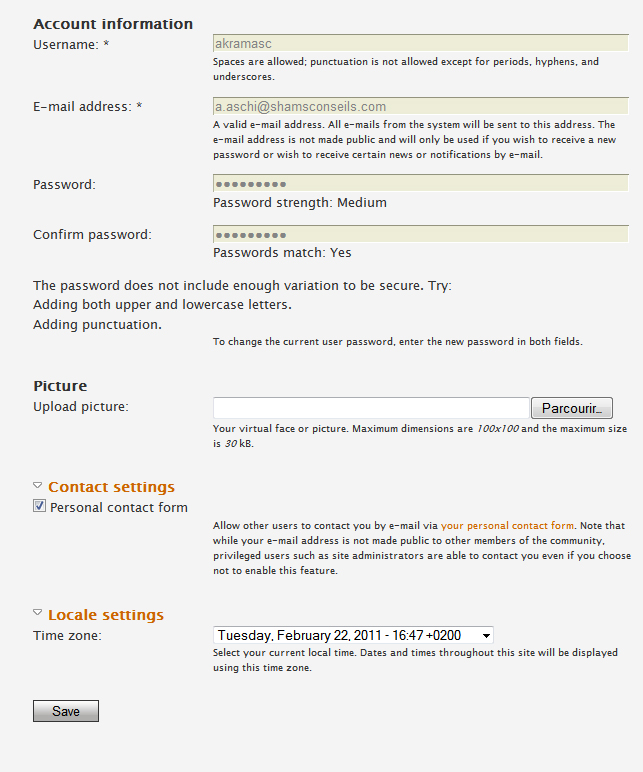 Account information
Username: *
akramasc
Spaces are allowed; punctuation is not allowed except for periods, hyphens, and
underscores.
E-mail address: *
a.aschi@shamsconseils.com
A valid e-mail address. All e-mails from the system will be sent to this address. The
e-mail address is not made public and will only be used if you wish to receive a new
password or wish to receive certain news or notifications by e-mail.
Password:
●●●●●●●●●
Password strength: Medium
Confirm password:
●●●●●●●●●
Passwords match: Yes
The password does not include enough variation to be secure. Try:
Adding both upper and lowercase letters.
Adding punctuation.
To change the current user password, enter the new password in both fields.
Picture
Upload picture:
Parcourir...
Your virtual face or picture. Maximum dimensions are 100x100 and the maximum size
is 30 kB.
Contact settings
Personal contact form
Allow other users to contact you by e-mail via your personal contact form. Note that
while your e-mail address is not made public to other members of the community,
privileged users such as site administrators are able to contact you even if you choose
not to enable this feature.
Locale settings
Time zone:
Tuesday, February 22, 2011 - 16:47 +0200
Select your current local time. Dates and times throughout this site will be displayed
using this time zone.
Save